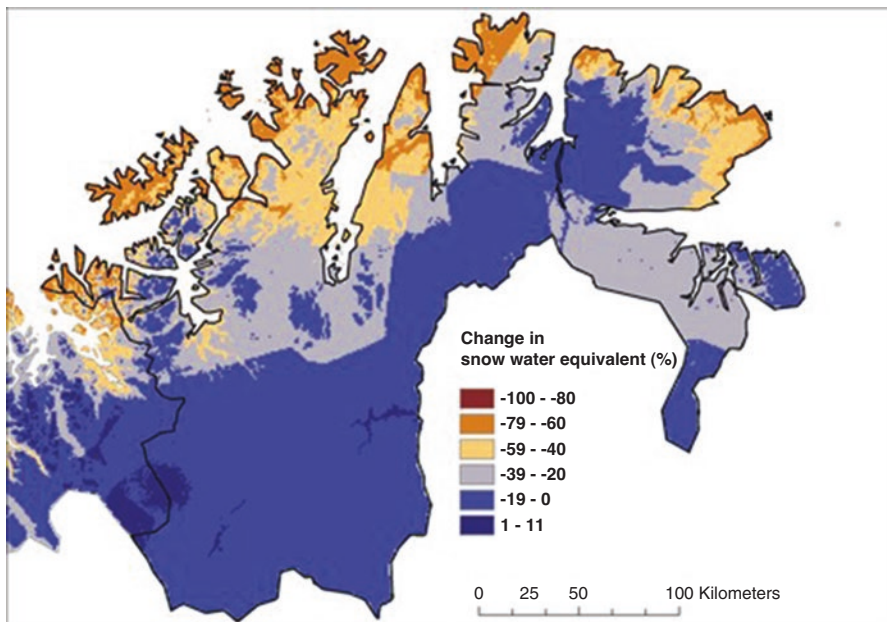 Change in
snow water equivalent (%)
-100 - -80
-79 - -60
-59 - -40
-39 - -20
-19 - 0
1 - 11
0 25 50 100 Kilometers